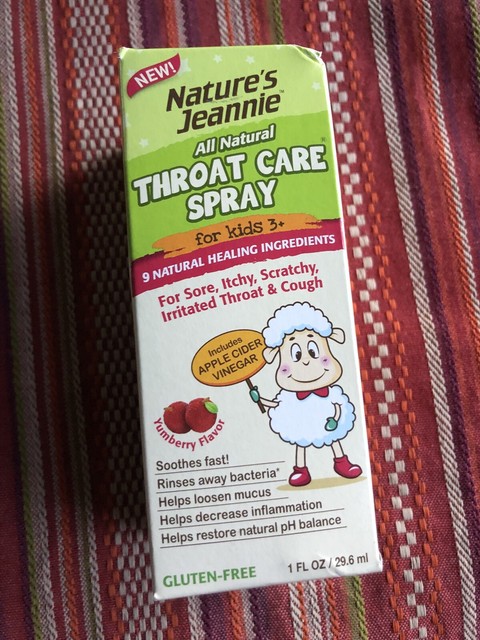 NEW!
Nature's
Jeannie™
All Natural
THROAT CARE®
SPRAY
for kids 3+
9 NATURAL HEALING INGREDIENTS
For Sore, Itchy, Scratchy,
Irritated Throat & Cough
Includes
APPLE CIDER
VINEGAR
Yumberry Flavor
Soothes fast!
Rinses away bacteria*
Helps loosen mucus
Helps decrease inflammation
Helps restore natural pH balance
GLUTEN-FREE
1 FL OZ / 29.6 ml